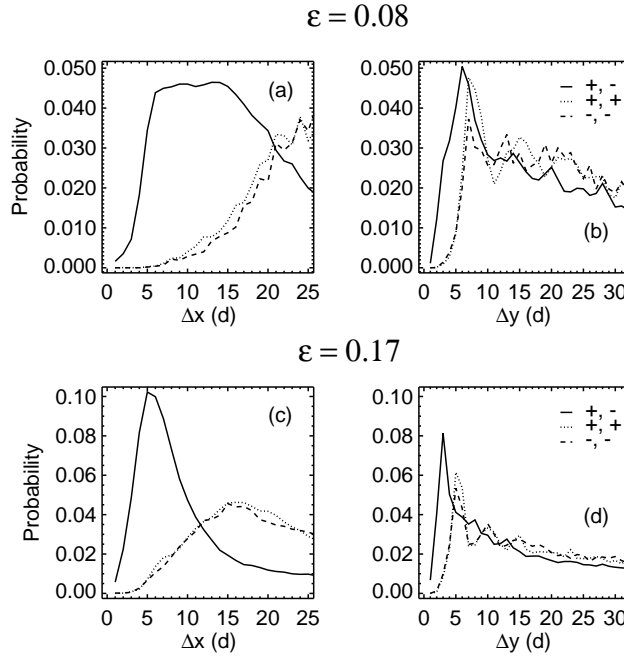 ε = 0.08
0.050
0.040
0.030
0.020
0.010
0.000
Probability
(a)
0 5 10 15 20 25
Δx (d)
0.050
0.040
0.030
0.020
0.010
0.000
+, -
+, +
-, -
(b)
0 5 10 15 20 25 30
Δy (d)
ε = 0.17
0.10
0.08
0.06
0.04
0.02
0.00
Probability
(c)
0 5 10 15 20 25
Δx (d)
0.10
0.08
0.06
0.04
0.02
0.00
+, -
+, +
-, -
(d)
0 5 10 15 20 25 30
Δy (d)